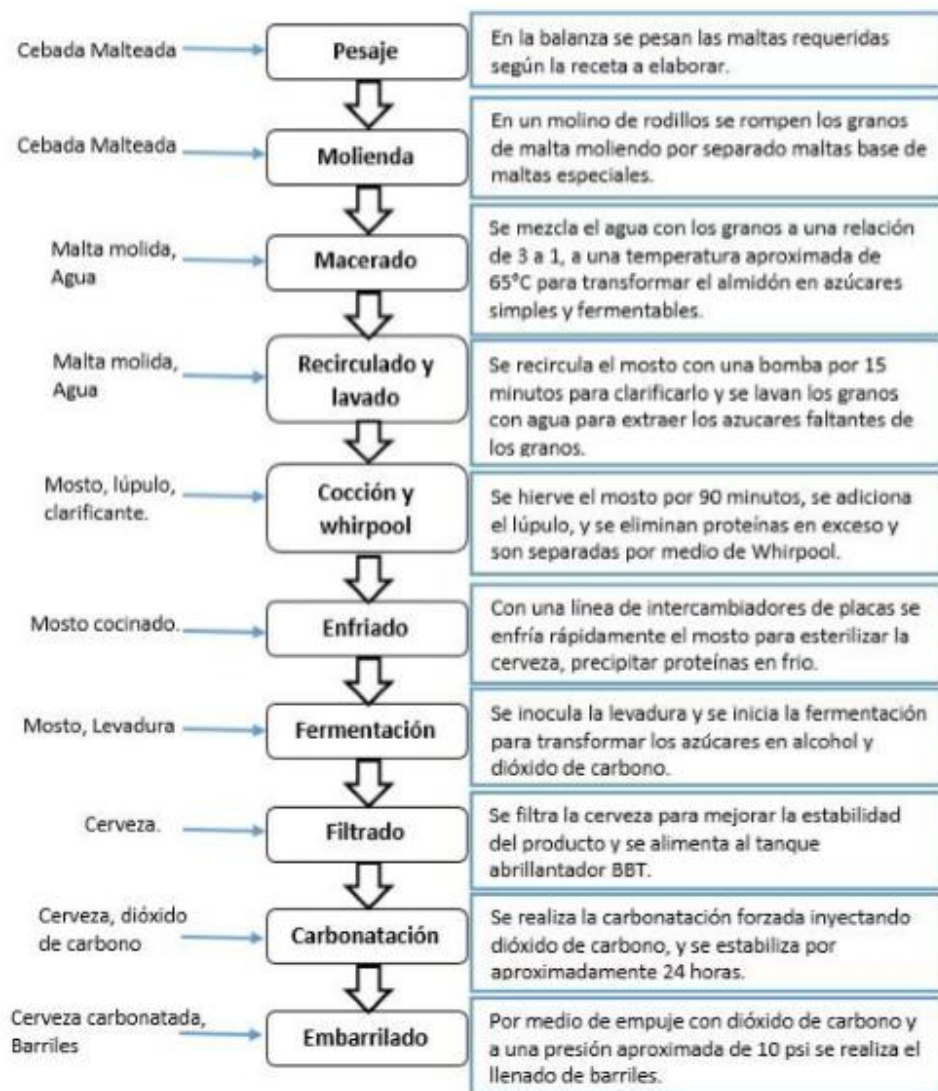 Cebada Malteada
Pesaje
En la balanza se pesan las maltas requeridas
según la receta a elaborar.
Cebada Malteada
Molienda
En un molino de rodillos se rompen los granos
de malta moliendo por separado maltas base de
maltas especiales.
Malta molida,
Agua
Macerado
Se mezcla el agua con los granos a una relación
de 3 a 1, a una temperatura aproximada de
65°C para transformar el almidón en azúcares
simples y fermentables.
Malta molida,
Agua
Recirculado y
lavado
Se recircula el mosto con una bomba por 15
minutos para clarificarlo y se lavan los granos
con agua para extraer los azucares faltantes de
los granos.
Mosto, lúpulo,
clarificante.
Cocción y
whirpool
Se hierve el mosto por 90 minutos, se adiciona
el lúpulo, y se eliminan proteínas en exceso y
son separadas por medio de Whirpool.
Mosto cocinado.
Enfriado
Con una línea de intercambiadores de placas se
enfría rápidamente el mosto para esterilizar la
cerveza, precipitar proteínas en frio.
Mosto, Levadura
Fermentación
Se inocula la levadura y se inicia la fermentación
para transformar los azúcares en alcohol y
dióxido de carbono.
Cerveza.
Filtrado
Se filtra la cerveza para mejorar la estabilidad
del producto y se alimenta al tanque
abrillantador BBT.
Cerveza, dióxido
de carbono
Carbonatación
Se realiza la carbonatación forzada inyectando
dióxido de carbono, y se estabiliza por
aproximadamente 24 horas.
Cerveza carbonatada,
Barriles
Embarrilado
Por medio de empuje con dióxido de carbono y
a una presión aproximada de 10 psi se realiza el
llenado de barriles.